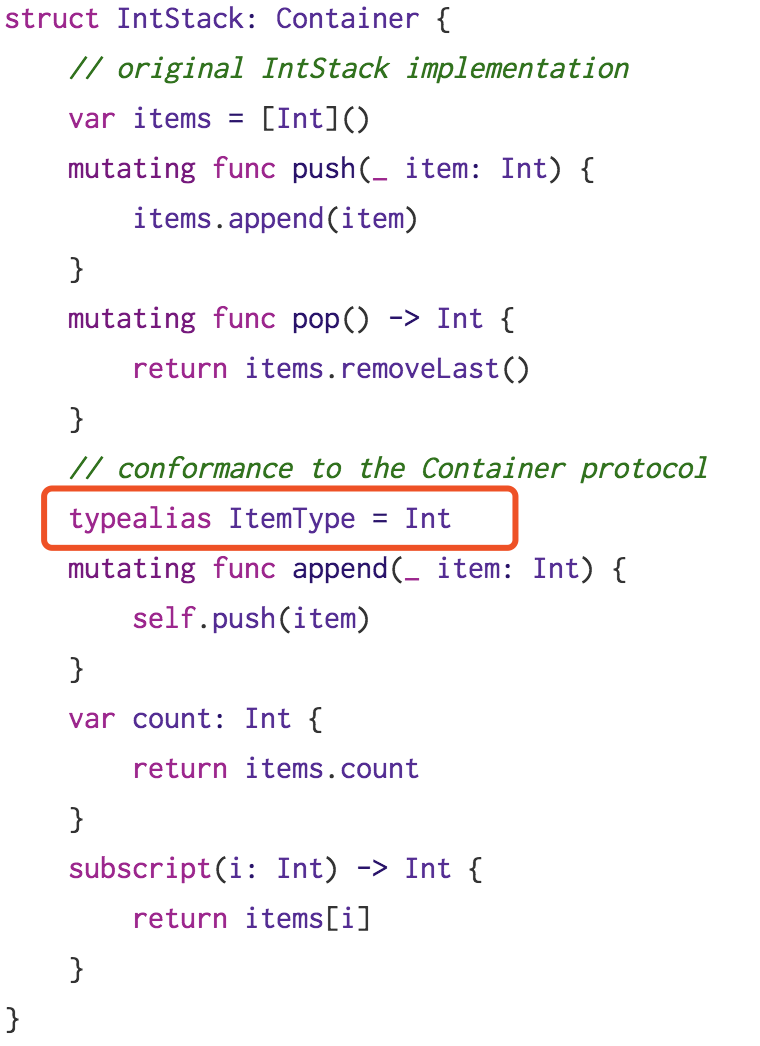 struct IntStack: Container {
    // original IntStack implementation
    var items = [Int]()
    mutating func push(_ item: Int) {
        items.append(item)
    }
    mutating func pop() -> Int {
        return items.removeLast()
    }
    // conformance to the Container protocol
    typealias ItemType = Int
    mutating func append(_ item: Int) {
        self.push(item)
    }
    var count: Int {
        return items.count
    }
    subscript(i: Int) -> Int {
        return items[i]
    }
}